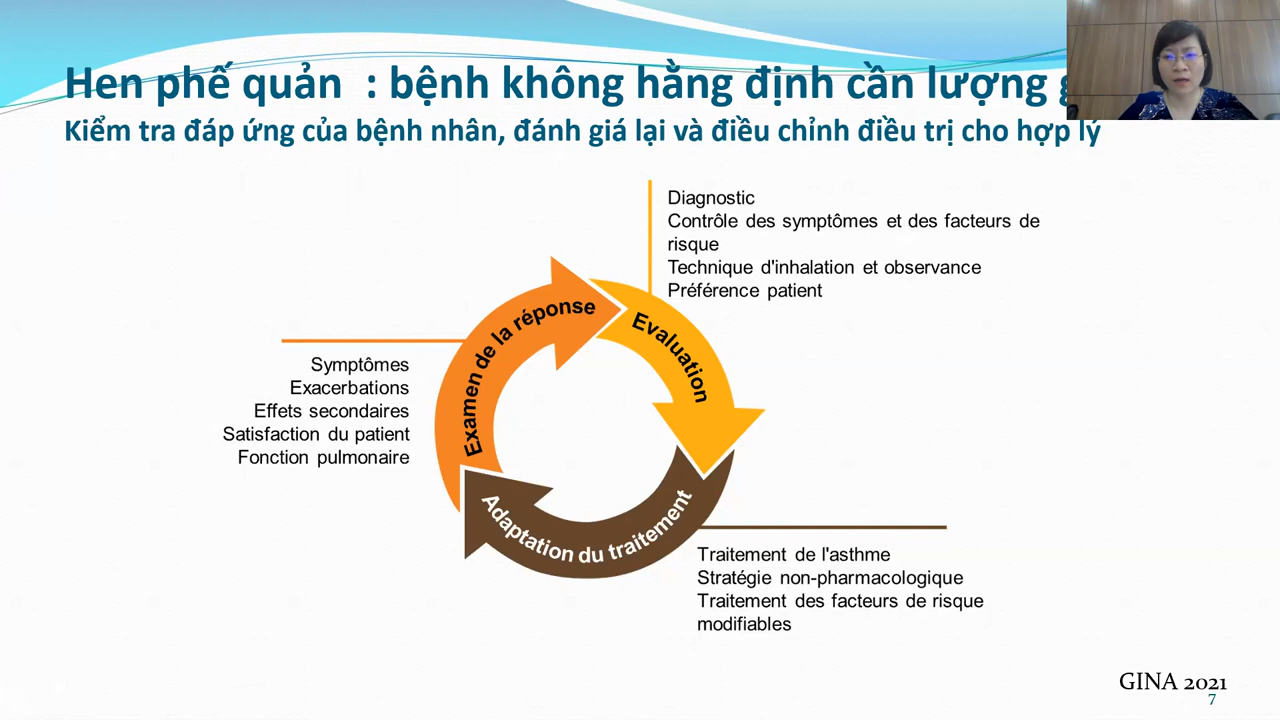 Hen phế quản : bệnh không hằng định cần lượng
Kiểm tra đáp ứng của bệnh nhân, đánh giá lại và điều chỉnh điều trị cho hợp lý
Diagnostic
Contrôle des symptômes et des facteurs de
risque
Technique d'inhalation et observance
Préférence patient
Examen de la réponse
Evaluation
Symptômes
Exacerbations
Effets secondaires
Satisfaction du patient
Fonction pulmonaire
Adaptation du traitement
Traitement de l'asthme
Stratégie non-pharmacologique
Traitement des facteurs de risque
modifiables
GINA 2021
7